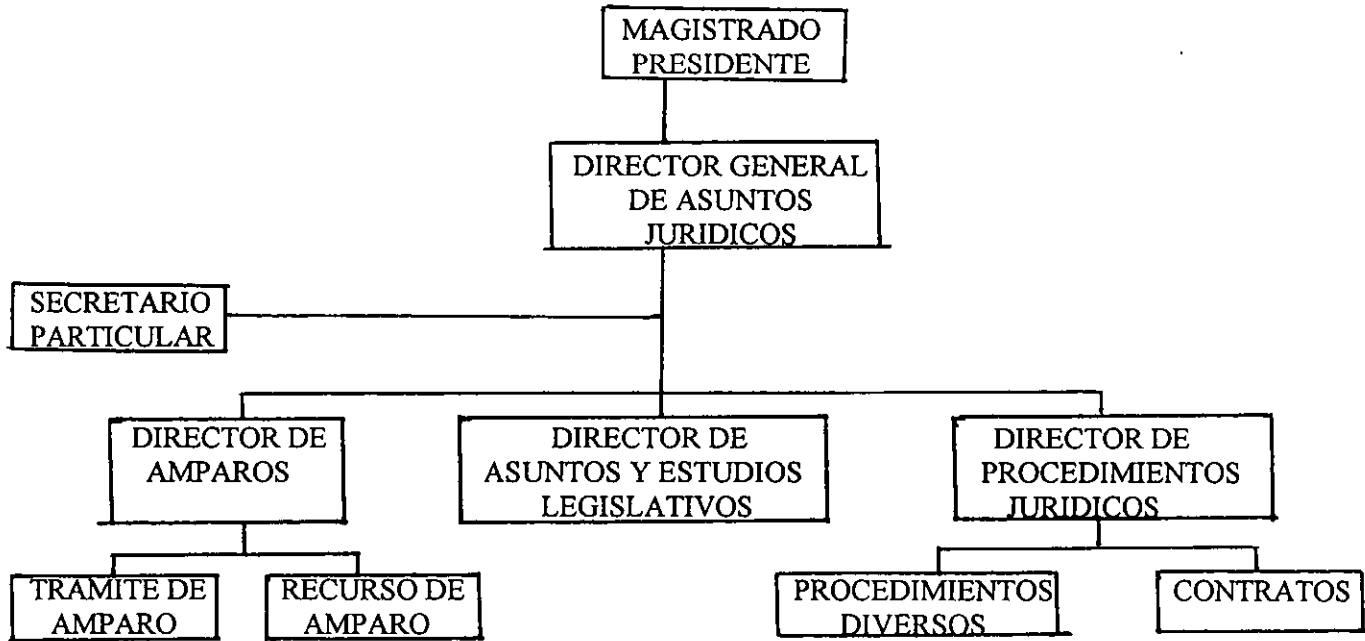 MAGISTRADO
PRESIDENTE
DIRECTOR GENERAL
DE ASUNTOS
JURIDICOS
SECRETARIO
PARTICULAR
DIRECTOR DE
AMPAROS
DIRECTOR DE
ASUNTOS Y ESTUDIOS
LEGISLATIVOS
DIRECTOR DE
PROCEDIMIENTOS
JURIDICOS
TRAMITE DE
AMPARO
RECURSO DE
AMPARO
PROCEDIMIENTOS
DIVERSOS
CONTRATOS